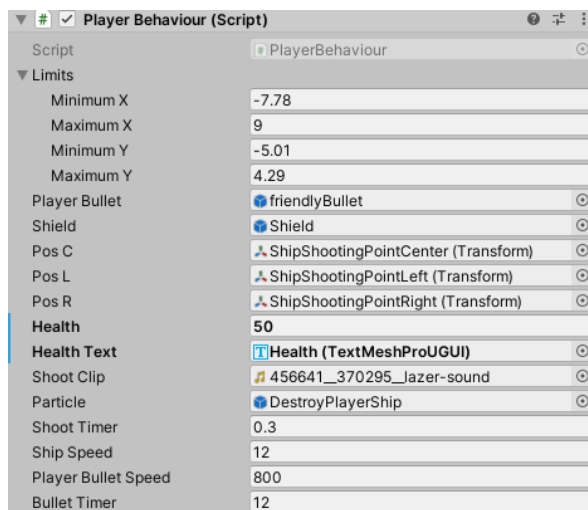 Player Behaviour (Script)
Script PlayerBehaviour
Limits
Minimum X -7.78
Maximum X 9
Minimum Y -5.01
Maximum Y 4.29
Player Bullet friendlyBullet
Shield Shield
Pos C ShipShootingPointCenter (Transform)
Pos L ShipShootingPointLeft (Transform)
Pos R ShipShootingPointRight (Transform)
Health 50
Health Text Health (TextMeshProUGUI)
Shoot Clip 456641__370295__lazer-sound
Particle DestroyPlayerShip
Shoot Timer 0.3
Ship Speed 12
Player Bullet Speed 800
Bullet Timer 12